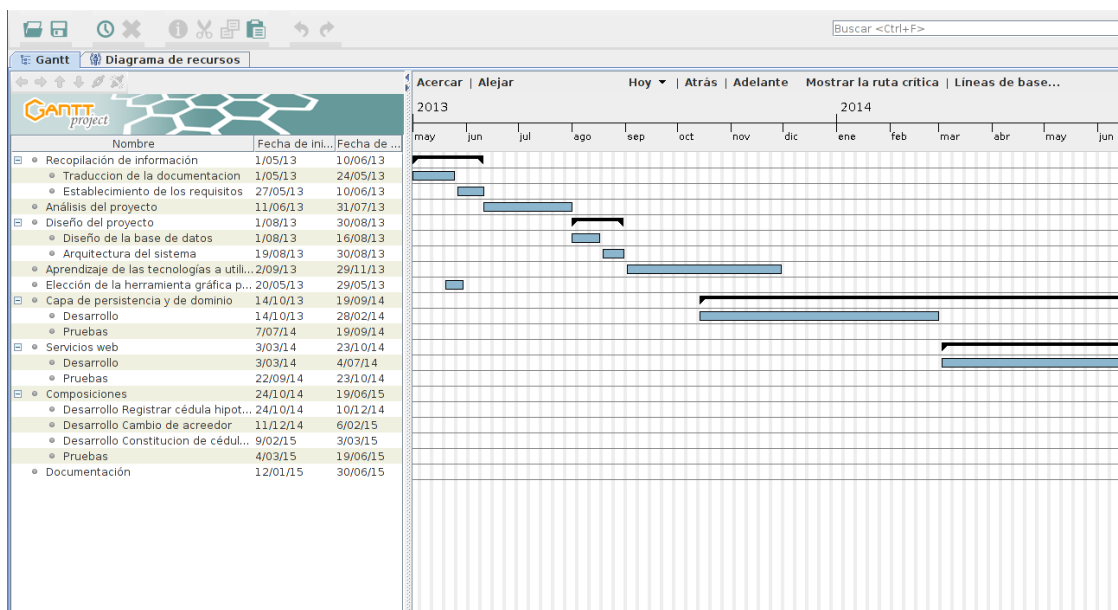 Buscar <Ctrl+F>
Gantt Diagrama de recursos
Acercar | Alejar Hoy | Atrás | Adelante Mostrar la ruta crítica | Líneas de base...
GANTT project
2013 2014
may jun jul ago sep oct nov dic ene feb mar abr may jun
Nombre Fecha de ini... Fecha de ...
Recopilación de información 1/05/13 10/06/13
Traduccion de la documentacion 1/05/13 24/05/13
Establecimiento de los requisitos 27/05/13 10/06/13
Análisis del proyecto 11/06/13 31/07/13
Diseño del proyecto 1/08/13 30/08/13
Diseño de la base de datos 1/08/13 16/08/13
Arquitectura del sistema 19/08/13 30/08/13
Aprendizaje de las tecnologías a utili... 2/09/13 29/11/13
Elección de la herramienta gráfica p... 20/05/13 29/05/13
Capa de persistencia y de dominio 14/10/13 19/09/14
Desarrollo 14/10/13 28/02/14
Pruebas 7/07/14 19/09/14
Servicios web 3/03/14 23/10/14
Desarrollo 3/03/14 4/07/14
Pruebas 22/09/14 23/10/14
Composiciones 24/10/14 19/06/15
Desarrollo Registrar cédula hipot... 24/10/14 10/12/14
Desarrollo Cambio de acreedor 11/12/14 6/02/15
Desarrollo Constitucion de cédul... 9/02/15 3/03/15
Pruebas 4/03/15 19/06/15
Documentación 12/01/15 30/06/15